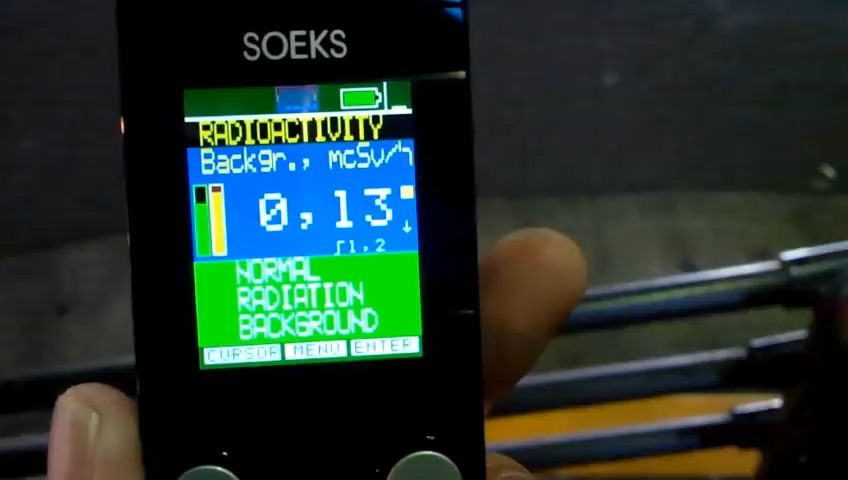 SOEKS
RADIOACTIVITY
Backgr., mcSv/h
0,13
1,2
NORMAL
RADIATION
BACKGROUND
CURSOR MENU ENTER